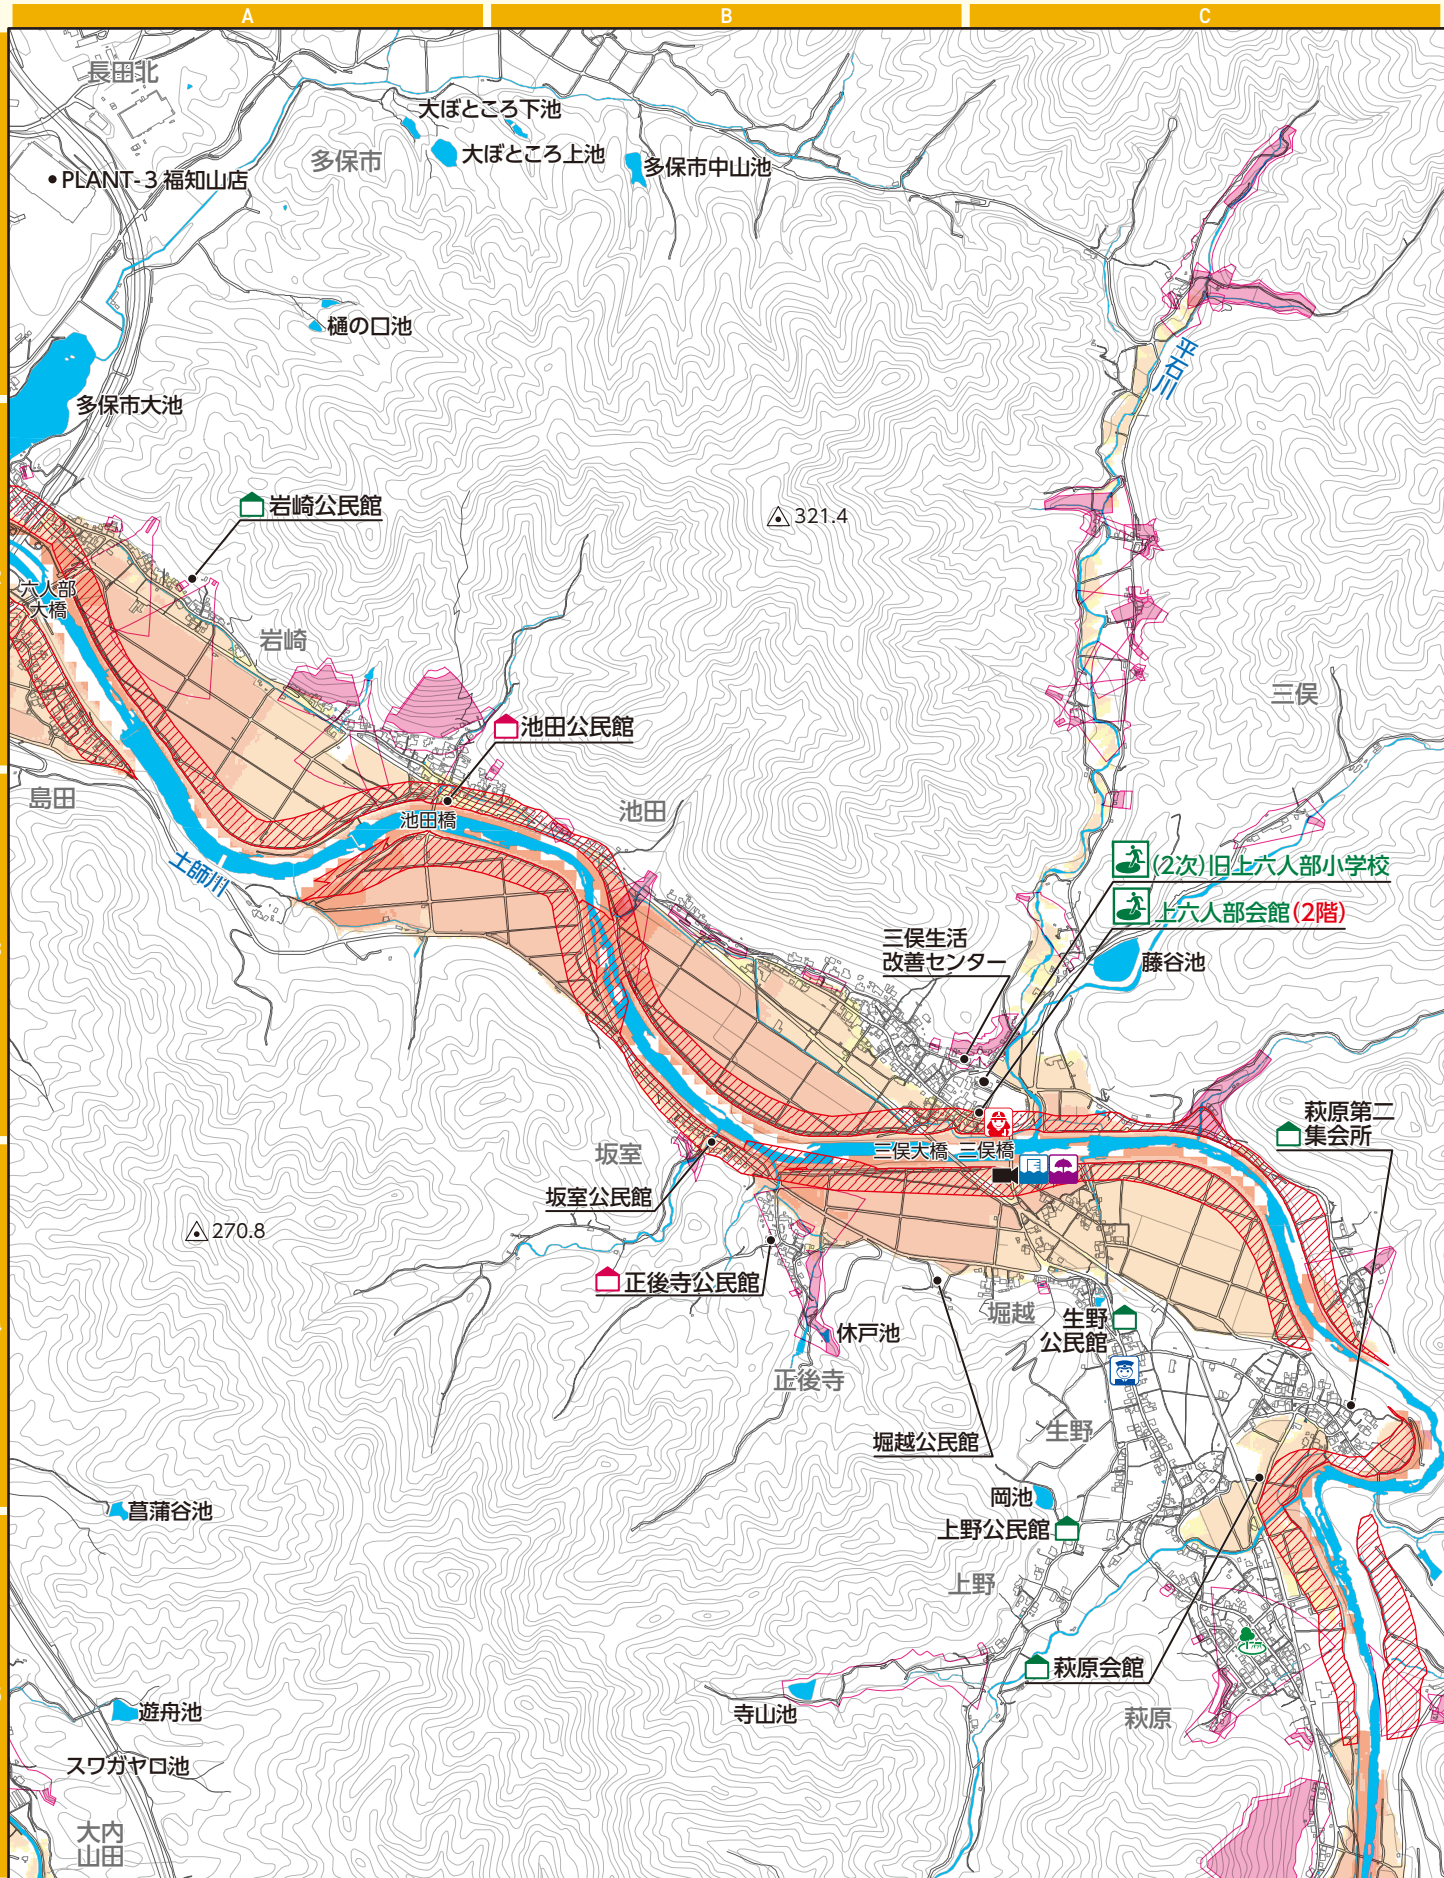 A
B
C
長田北
大ぼところ下池
多保市
大ぼところ上池
多保市中山池
PLANT-3 福知山店
樋の口池
平石川
多保市大池
岩崎公民館
321.4
六人部
大橋
岩崎
三俣
池田公民館
島田
池田橋
池田
土師川
(2次)旧上六人部小学校
上六人部会館(2階)
三俣生活
改善センター
藤谷池
萩原第二
集会所
三俣大橋
三俣橋
坂室
坂室公民館
270.8
正後寺公民館
堀越
生野
公民館
休戸池
正後寺
生野
堀越公民館
岡池
菖蒲谷池
上野公民館
上野
萩原会館
遊舟池
寺山池
萩原
スワガヤロ池
大内
山田